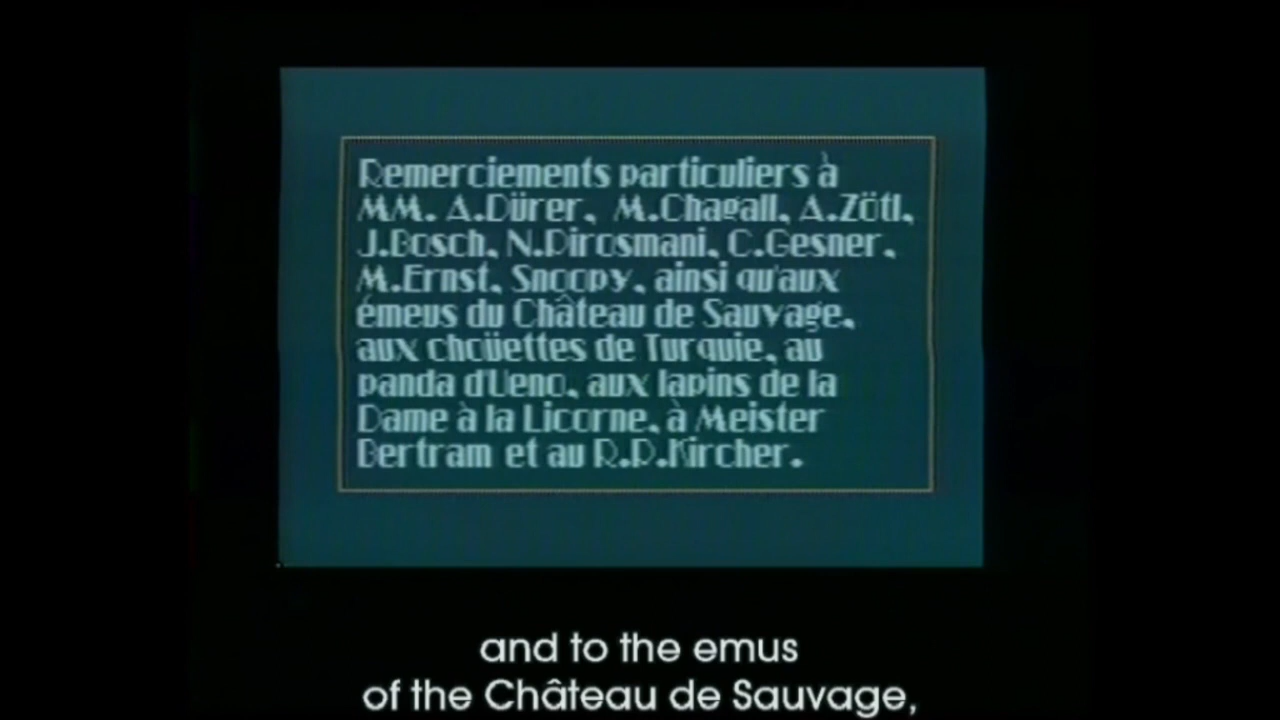 Remerciements particuliers à
MM. A.Dürer, M.Chagall, A.Zötl,
J.Bosch, N.Pirosmani, C.Gesner,
M.Ernst, Snoopy, ainsi qu'aux
émeus du Château de Sauvage,
aux choüettes de Turquie, au
panda d'Ueno, aux lapins de la
Dame à la Licorne, à Meister
Bertram et au R.P.Kircher.
and to the emus
of the Château de Sauvage,